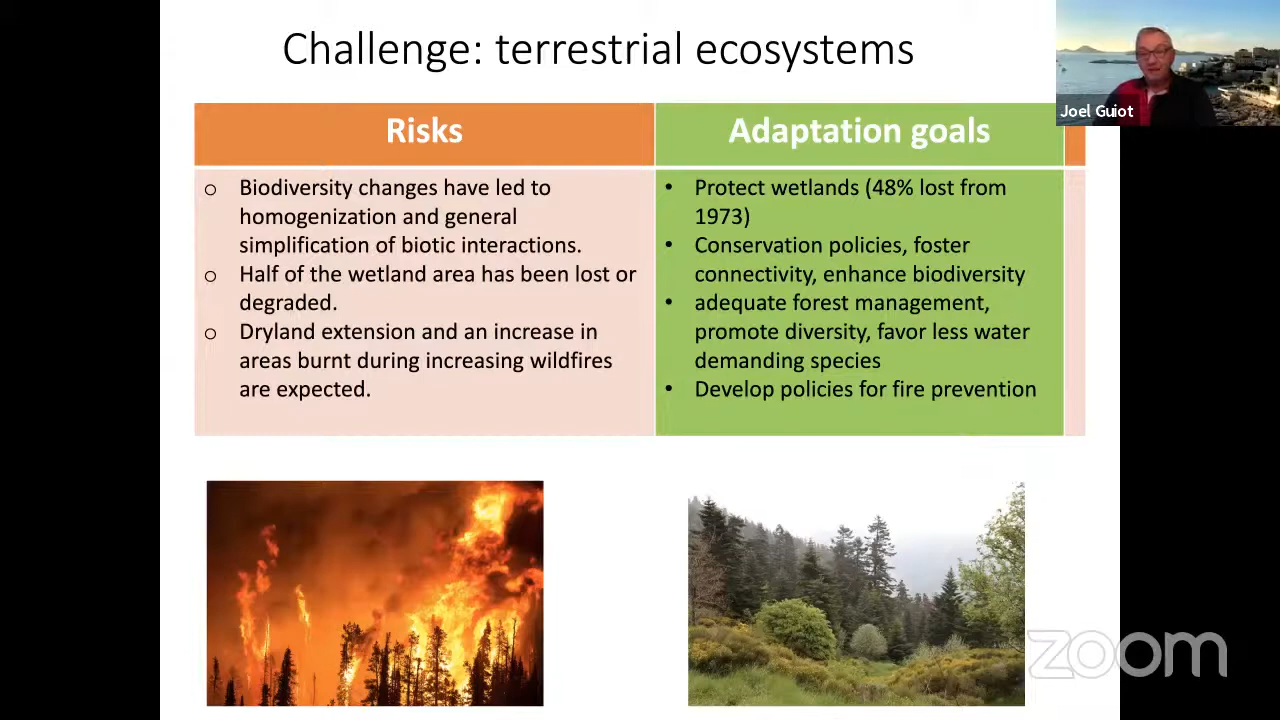 Challenge: terrestrial ecosystems
Joel Guiot
Risks
Adaptation goals
o Biodiversity changes have led to
homogenization and general
simplification of biotic interactions.
o Half of the wetland area has been lost or
degraded.
o Dryland extension and an increase in
areas burnt during increasing wildfires
are expected.
• Protect wetlands (48% lost from
1973)
• Conservation policies, foster
connectivity, enhance biodiversity
• adequate forest management,
promote diversity, favor less water
demanding species
• Develop policies for fire prevention
zoom